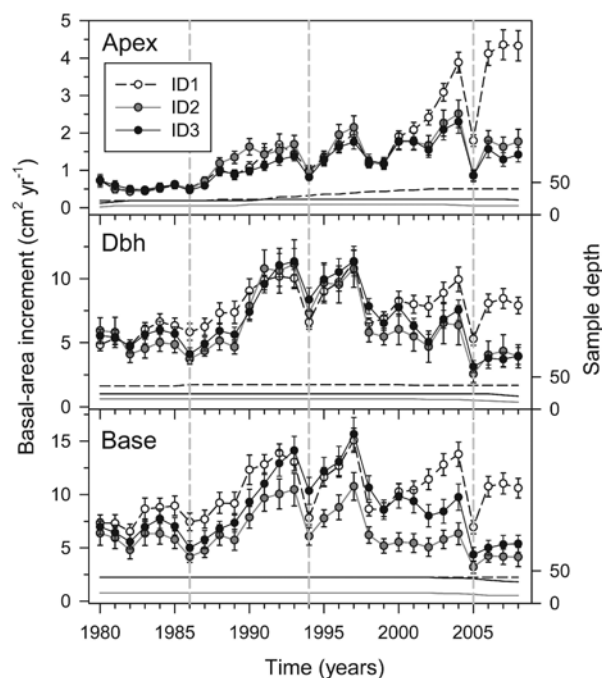 Apex
5
4
3
2
1
0
ID1
ID2
ID3
50
0
Dbh
10
5
0
50
0
Base
15
10
5
0
50
0
Basal-area increment (cm² yr⁻¹)
Sample depth
1980 1985 1990 1995 2000 2005
Time (years)